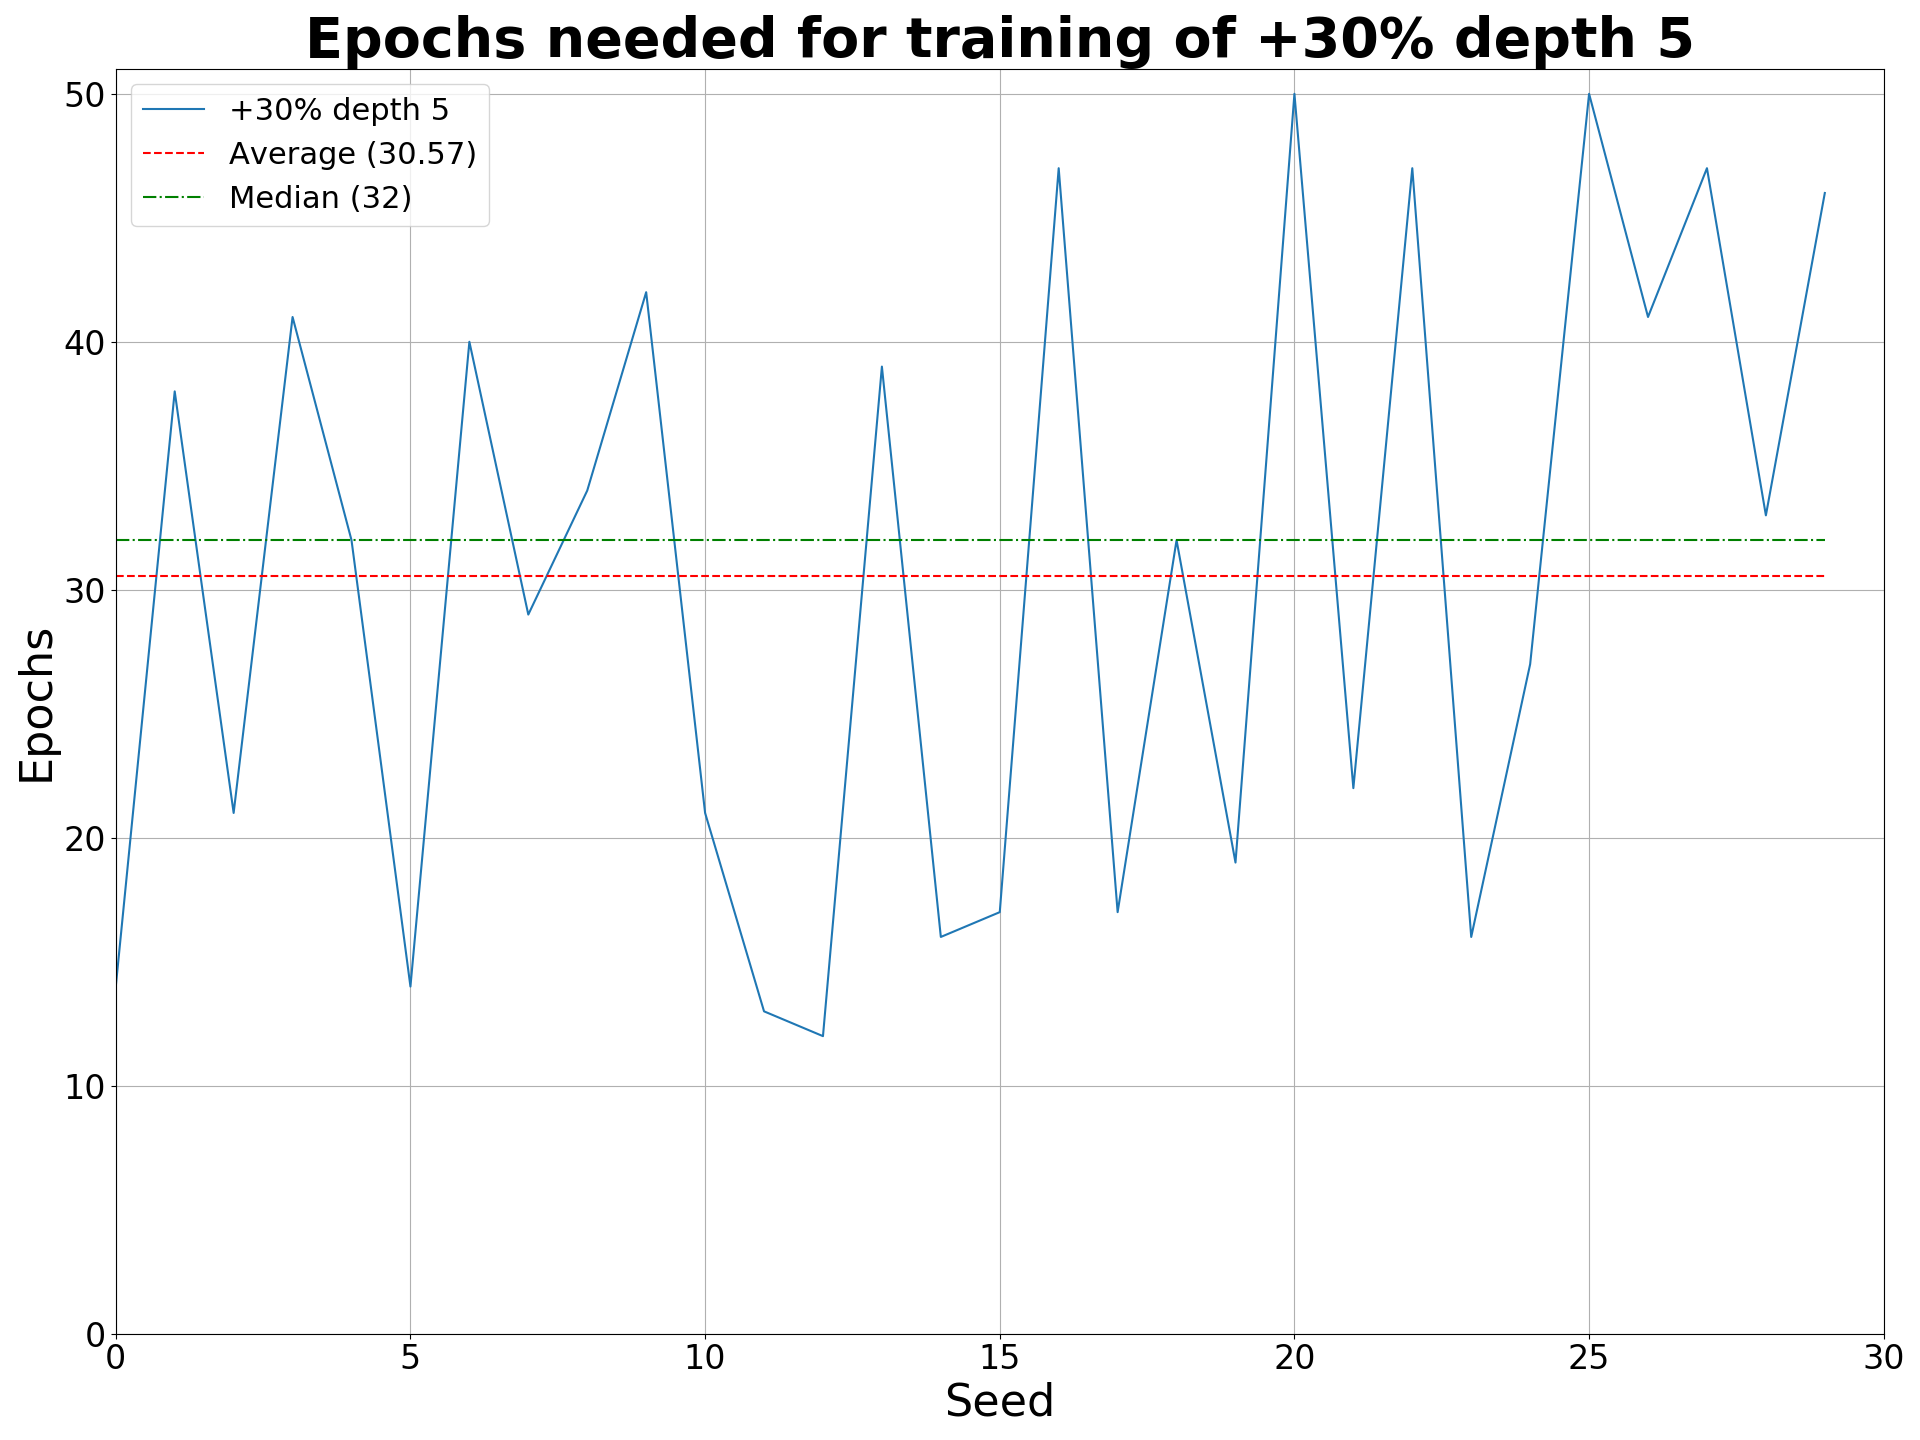 Epochs needed for training of +30% depth 5
+30% depth 5
Average (30.57)
Median (32)
50
40
30
20
10
0
Epochs
0 5 10 15 20 25 30
Seed